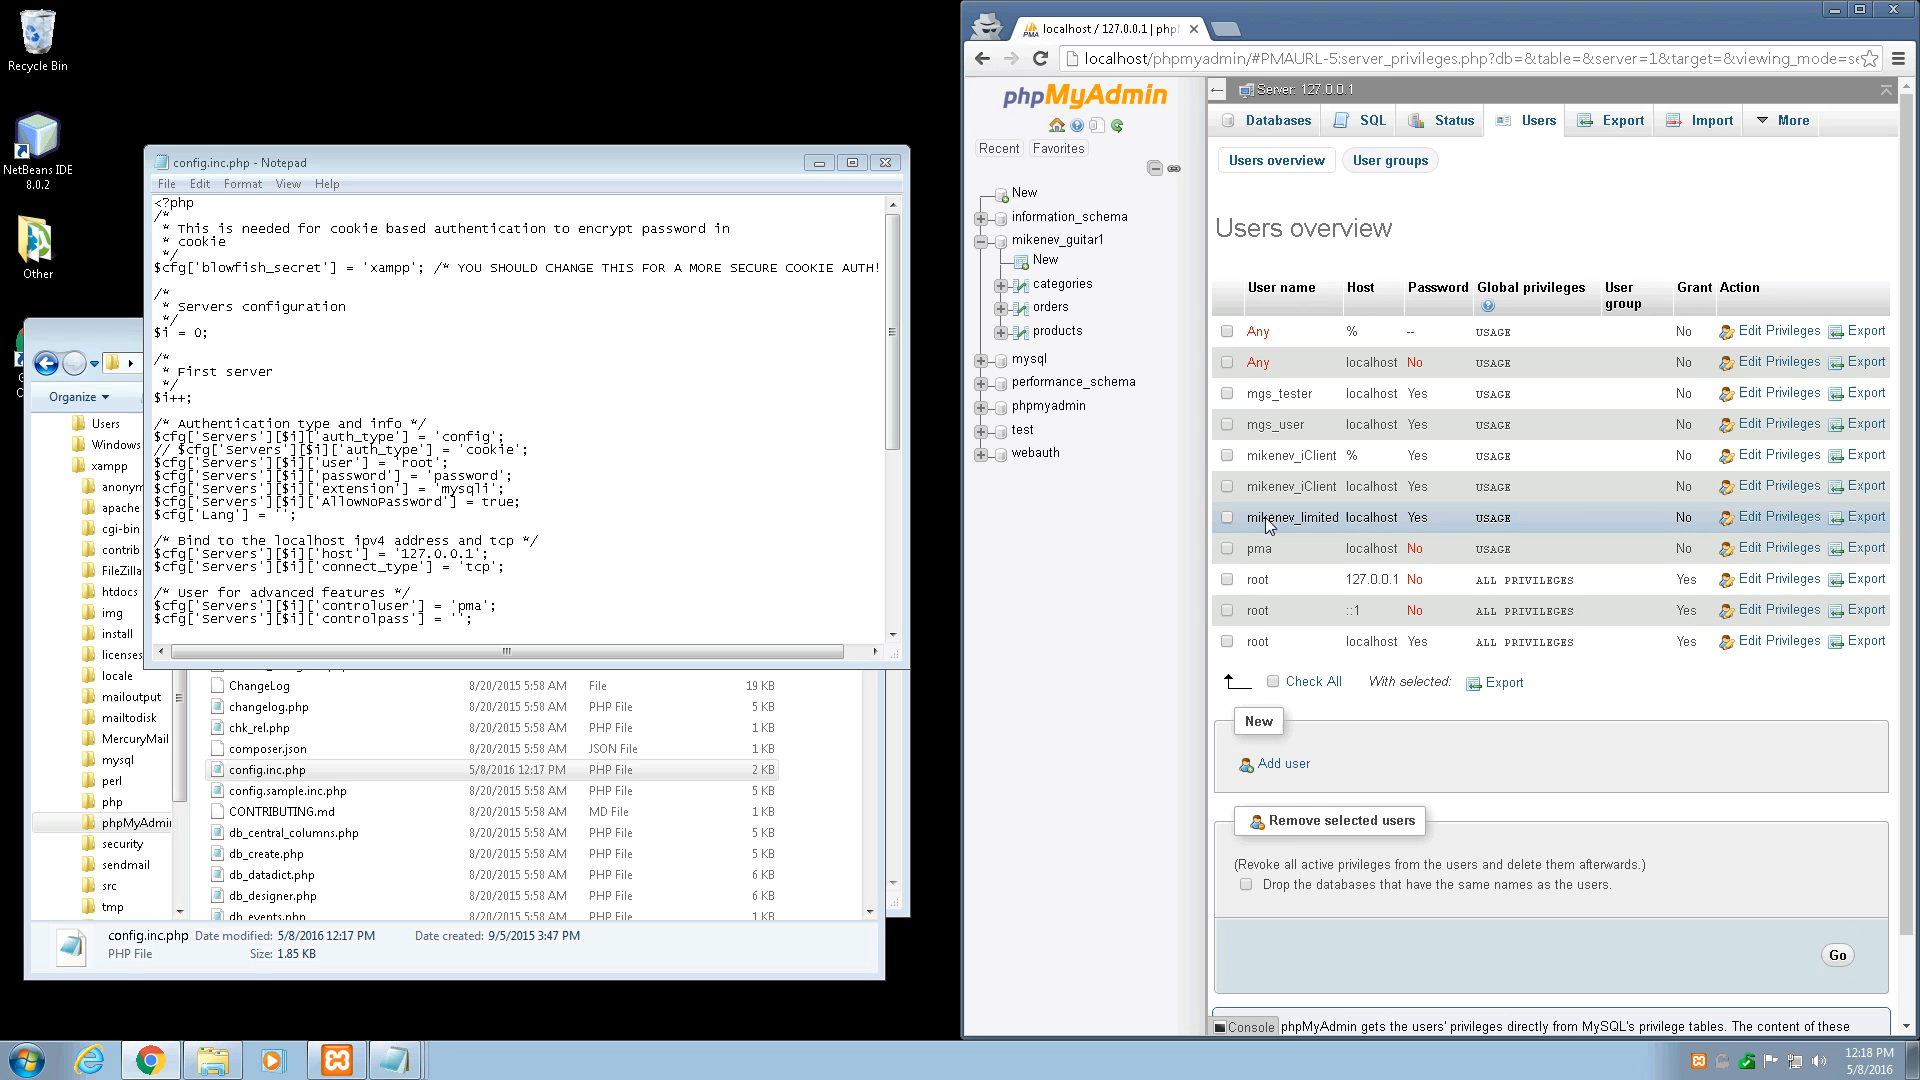 Recycle Bin
NetBeans IDE
8.0.2
Other
config.inc.php - Notepad
File Edit Format View Help
<?php
/*
* This is needed for cookie based authentication to encrypt password in
* cookie
*/
$cfg['blowfish_secret'] = 'xampp'; /* YOU SHOULD CHANGE THIS FOR A MORE SECURE COOKIE AUTH!
/*
* Servers configuration
*/
$i = 0;
/*
* First server
*/
$i++;
/* Authentication type and info */
$cfg['Servers'][$i]['auth_type'] = 'config';
// $cfg['Servers'][$i]['auth_type'] = 'cookie';
$cfg['Servers'][$i]['user'] = 'root';
$cfg['Servers'][$i]['password'] = 'password';
$cfg['Servers'][$i]['extension'] = 'mysqli';
$cfg['Servers'][$i]['AllowNoPassword'] = true;
$cfg['Lang'] = '';
/* Bind to the localhost ipv4 address and tcp */
$cfg['Servers'][$i]['host'] = '127.0.0.1';
$cfg['Servers'][$i]['connect_type'] = 'tcp';
/* User for advanced features */
$cfg['Servers'][$i]['controluser'] = 'pma';
$cfg['Servers'][$i]['controlpass'] = '';
Organize
Users
Windows
xampp
anonym
apache
cgi-bin
contrib
FileZilla
htdocs
img
install
licenses
locale
mailoutput
mailtodisk
MercuryMail
mysql
perl
php
phpMyAdmin
security
sendmail
src
tmp
ChangeLog 8/20/2015 5:58 AM File 19 KB
changelog.php 8/20/2015 5:58 AM PHP File 5 KB
chk_rel.php 8/20/2015 5:58 AM PHP File 1 KB
composer.json 8/20/2015 5:58 AM JSON File 1 KB
config.inc.php 5/8/2016 12:17 PM PHP File 2 KB
config.sample.inc.php 8/20/2015 5:58 AM PHP File 5 KB
CONTRIBUTING.md 8/20/2015 5:58 AM MD File 1 KB
db_central_columns.php 8/20/2015 5:58 AM PHP File 5 KB
db_create.php 8/20/2015 5:58 AM PHP File 5 KB
db_datadict.php 8/20/2015 5:58 AM PHP File 6 KB
db_designer.php 8/20/2015 5:58 AM PHP File 6 KB
db_events.php 8/20/2015 5:58 AM PHP File 1 KB
config.inc.php Date modified: 5/8/2016 12:17 PM Date created: 9/5/2015 3:47 PM
PHP File Size: 1.85 KB
localhost / 127.0.0.1 | phpl
localhost/phpmyadmin/#PMAURL-5:server_privileges.php?db=&table=&server=1&target=&viewing_mode=se
phpMyAdmin
Recent Favorites
New
information_schema
mikenev_guitar1
New
categories
orders
products
mysql
performance_schema
phpmyadmin
test
webauth
Server: 127.0.0.1
Databases SQL Status Users Export Import More
Users overview User groups
Users overview
User name Host Password Global privileges User group Grant Action
Any % -- USAGE No Edit Privileges Export
Any localhost No USAGE No Edit Privileges Export
mgs_tester localhost Yes USAGE No Edit Privileges Export
mgs_user localhost Yes USAGE No Edit Privileges Export
mikenev_iClient % Yes USAGE No Edit Privileges Export
mikenev_iClient localhost Yes USAGE No Edit Privileges Export
mikenev_limited localhost Yes USAGE No Edit Privileges Export
pma localhost No USAGE No Edit Privileges Export
root 127.0.0.1 No ALL PRIVILEGES Yes Edit Privileges Export
root ::1 No ALL PRIVILEGES Yes Edit Privileges Export
root localhost Yes ALL PRIVILEGES Yes Edit Privileges Export
Check All With selected: Export
New
Add user
Remove selected users
(Revoke all active privileges from the users and delete them afterwards.)
Drop the databases that have the same names as the users.
Go
Console phpMyAdmin gets the users' privileges directly from MySQL's privilege tables. The content of these
12:18 PM
5/8/2016